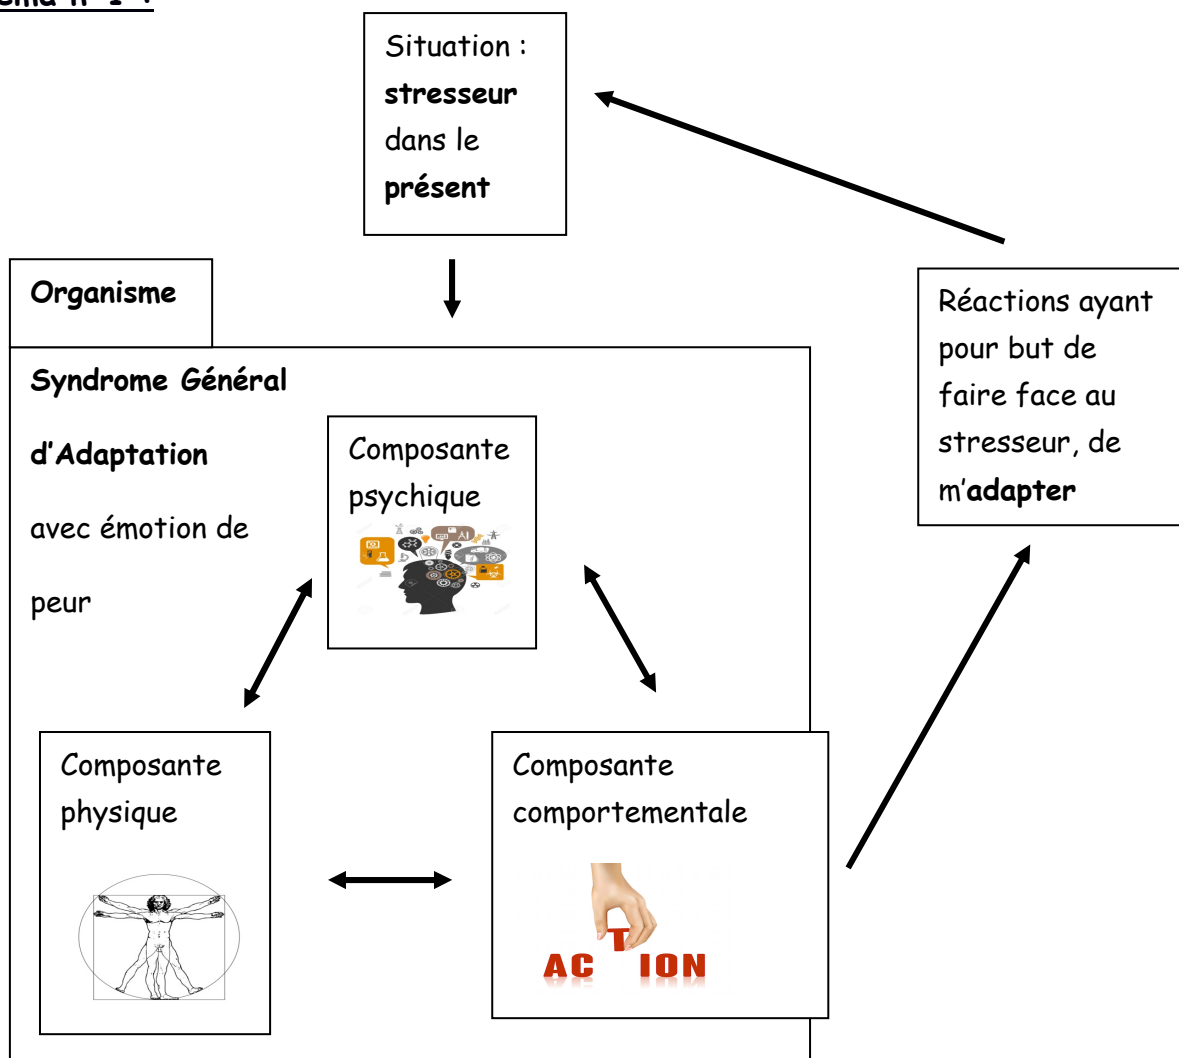 Situation :
stresseur
dans le
présent
Organisme
Réactions ayant
pour but de
faire face au
stresseur, de
m'adapter
Syndrome Général
d'Adaptation
avec émotion de
peur
Composante
psychique
AI
Composante
physique
Composante
comportementale
ACTION